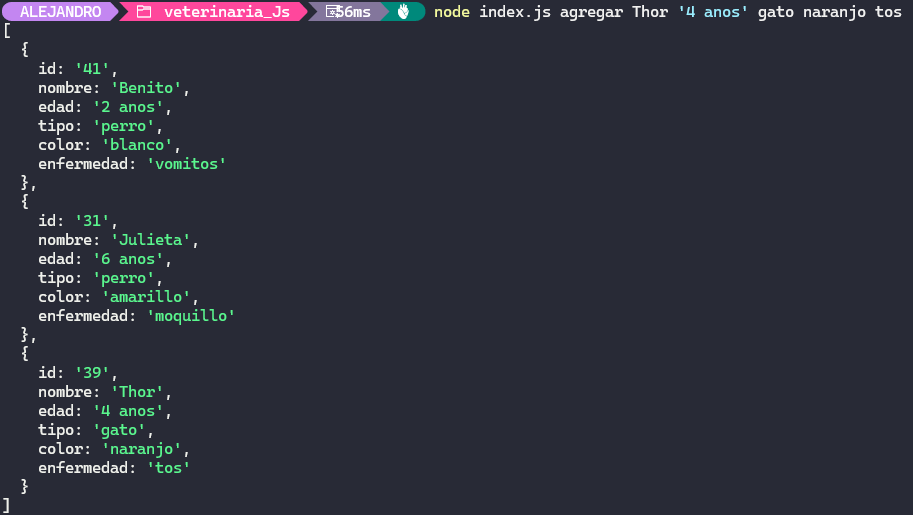 ALEJANDRO veterinaria_Js 56ms node index.js agregar Thor '4 anos' gato naranjo tos
[
  {
    id: '41',
    nombre: 'Benito',
    edad: '2 anos',
    tipo: 'perro',
    color: 'blanco',
    enfermedad: 'vomitos'
  },
  {
    id: '31',
    nombre: 'Julieta',
    edad: '6 anos',
    tipo: 'perro',
    color: 'amarillo',
    enfermedad: 'moquillo'
  },
  {
    id: '39',
    nombre: 'Thor',
    edad: '4 anos',
    tipo: 'gato',
    color: 'naranjo',
    enfermedad: 'tos'
  }
]